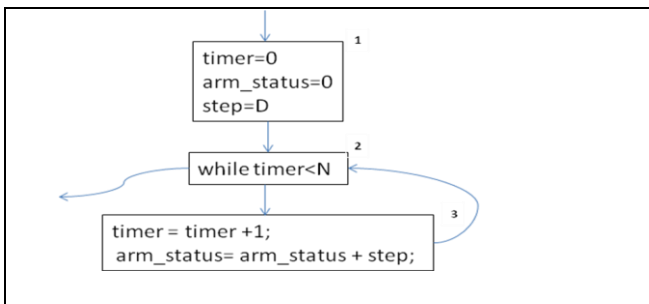 1
timer=0
arm_status=0
step=D
2
while timer<N
3
timer = timer +1;
arm_status= arm_status + step;